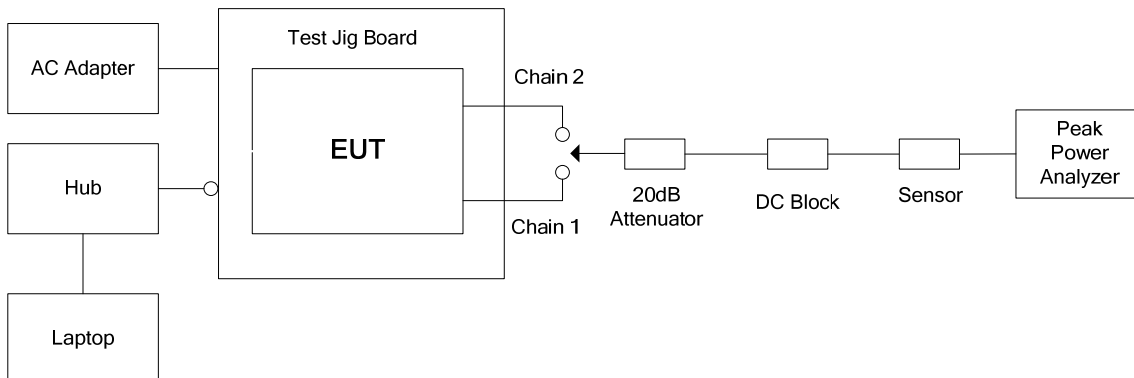 AC Adapter
Test Jig Board
EUT
Chain 2
Chain 1
Hub
Laptop
20dB
Attenuator
DC Block
Sensor
Peak
Power
Analyzer